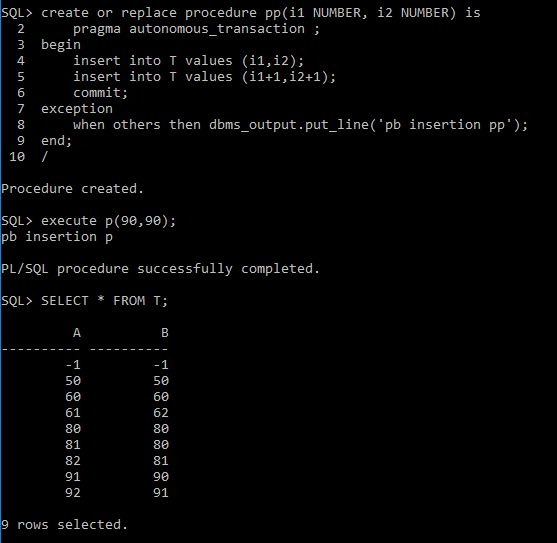 SQL> create or replace procedure pp(i1 NUMBER, i2 NUMBER) is
  2      pragma autonomous_transaction ;
  3  begin
  4      insert into T values (i1,i2);
  5      insert into T values (i1+1,i2+1);
  6      commit;
  7  exception
  8      when others then dbms_output.put_line('pb insertion pp');
  9  end;
 10  /
Procedure created.
SQL> execute p(90,90);
pb insertion p
PL/SQL procedure successfully completed.
SQL> SELECT * FROM T;
         A          B
---------- ----------
        -1         -1
        50         50
        60         60
        61         62
        80         80
        81         80
        82         81
        91         90
        92         91
9 rows selected.